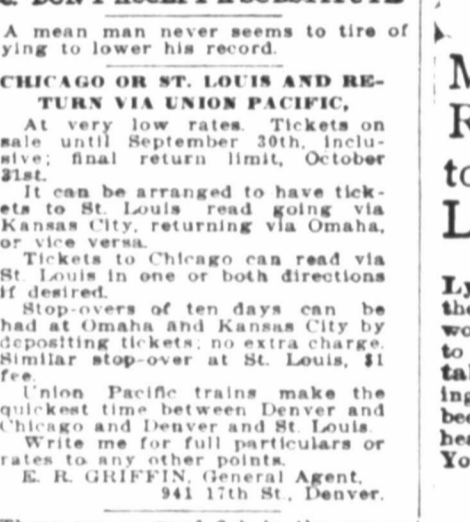 A mean man never seems to tire of
ying to lower his record.
CHICAGO OR ST. LOUIS AND RE-
TURN VIA UNION PACIFIC,
At very low rates. Tickets on
sale until September 30th, inclu-
sive; final return limit, October
31st.
It can be arranged to have tick-
ets to St. Louis read going via
Kansas City, returning via Omaha,
or vice versa.
Tickets to Chicago can read via
St. Louis in one or both directions
if desired.
Stop-overs of ten days can be
had at Omaha and Kansas City by
depositing tickets; no extra charge.
Similar stop-over at St. Louis, $1
fee.
Union Pacific trains make the
quickest time between Denver and
Chicago and Denver and St. Louis.
Write me for full particulars or
rates to any other points.
E. R. GRIFFIN, General Agent,
941 17th St., Denver.
M
R
to
L
Ly
the
wo
to
tal
ing
bee
hea
Yo